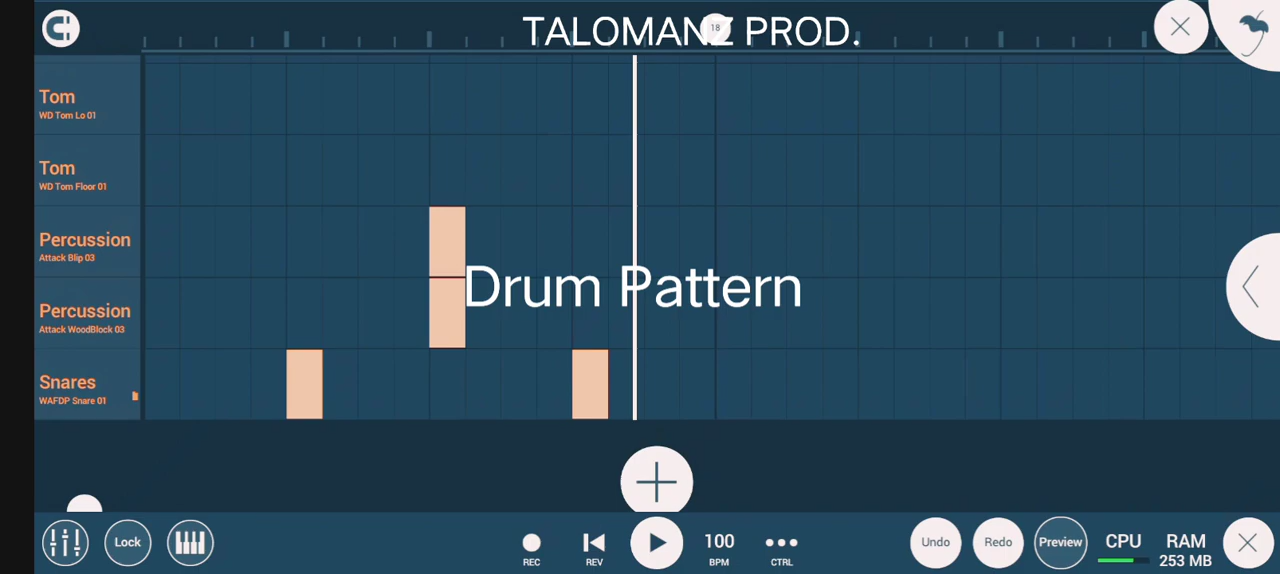 TALOMANZ PROD.
18
Tom
WD Tom Lo 01
Tom
WD Tom Floor 01
Percussion
Attack Blip 03
Percussion
Attack WoodBlock 03
Drum Pattern
Snares
WAFDP Snare 01
Lock
REC
REV
100
BPM
CTRL
Undo
Redo
Preview
CPU
RAM
253 MB